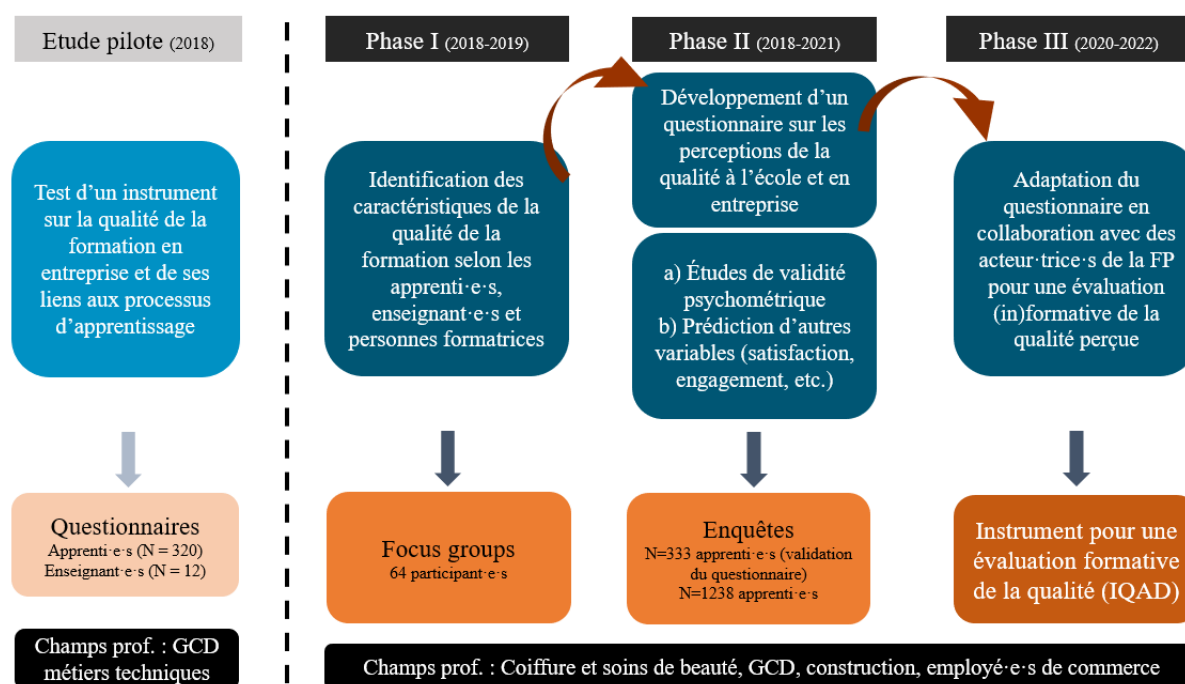 Etude pilote (2018)
Test d’un instrument
sur la qualité de la
formation en
entreprise et de ses
liens aux processus
d’apprentissage
Questionnaires
Apprenti·e·s (N = 320)
Enseignant·e·s (N = 12)
Champs prof. : GCD
métiers techniques
Phase I (2018-2019)
Identification des
caractéristiques de la
qualité de la
formation selon les
apprenti·e·s,
enseignant·e·s et
personnes formatrices
Focus groups
64 participant·e·s
Phase II (2018-2021)
Développement d’un
questionnaire sur les
perceptions de la
qualité à l’école et en
entreprise
a) Études de validité
psychométrique
b) Prédiction d’autres
variables (satisfaction,
engagement, etc.)
Enquêtes
N=333 apprenti·e·s (validation
du questionnaire)
N=1238 apprenti·e·s
Phase III (2020-2022)
Adaptation du
questionnaire en
collaboration avec des
acteur·trice·s de la FP
pour une évaluation
(in)formative de la
qualité perçue
Instrument pour une
évaluation formative
de la qualité (IQAD)
Champs prof. : Coiffure et soins de beauté, GCD, construction, employé·e·s de commerce